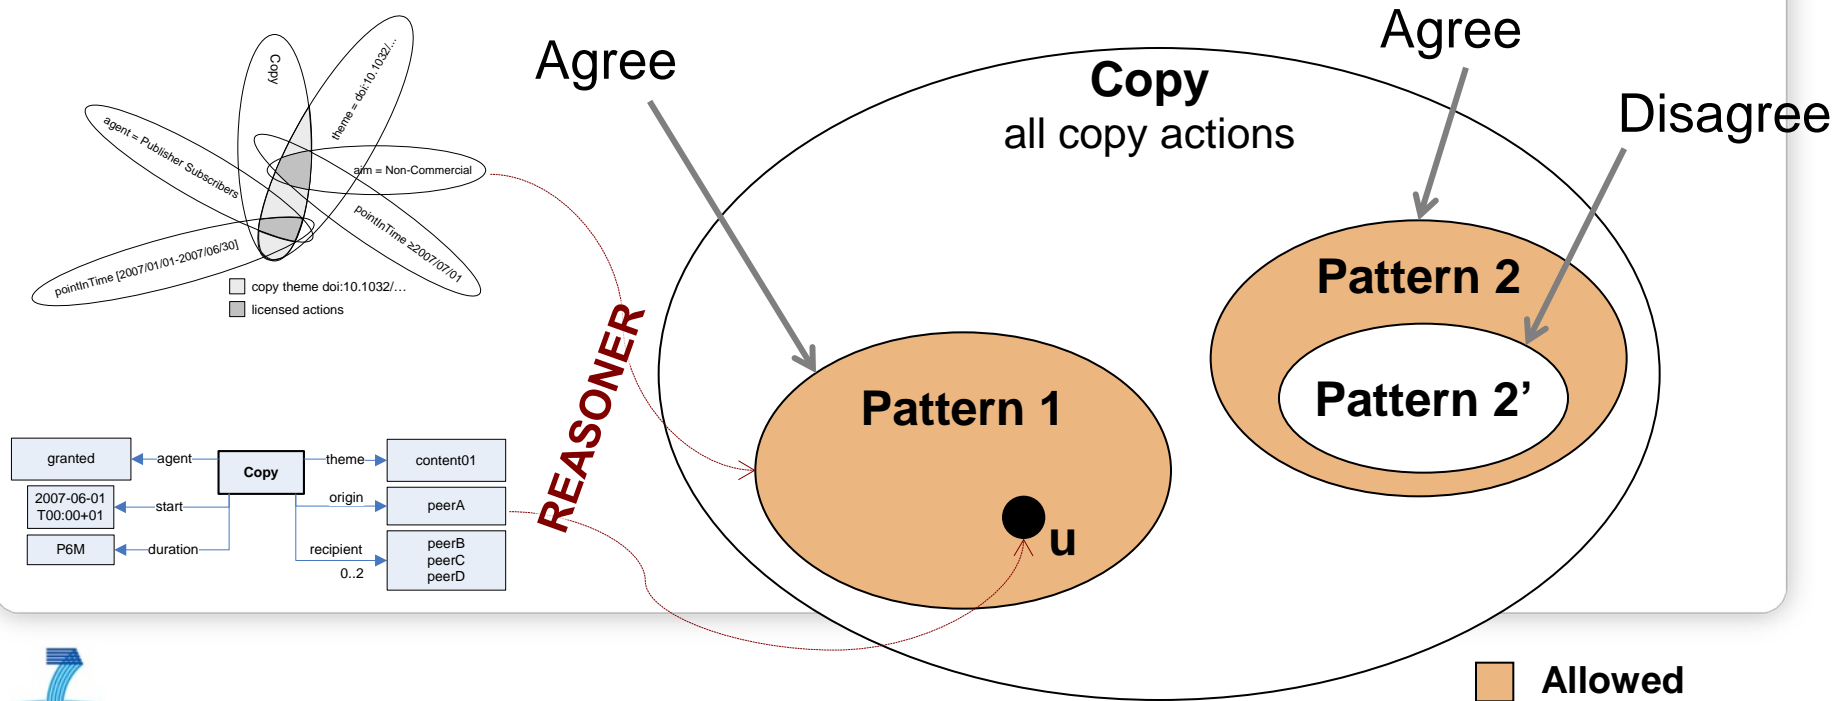 Agree
Agree
Disagree
Copy
all copy actions
Copy
theme = doi:10.1032/...
agent = Publisher Subscribers
aim = Non-Commercial
pointInTime ≥2007/07/01
pointInTime [2007/01/01-2007/06/30]
copy theme doi:10.1032/...
licensed actions
REASONER
Pattern 1
u
Pattern 2
Pattern 2’
granted
agent
Copy
theme
content01
2007-06-01
T00:00+01
start
origin
peerA
P6M
duration
recipient
0..2
peerB
peerC
peerD
Allowed